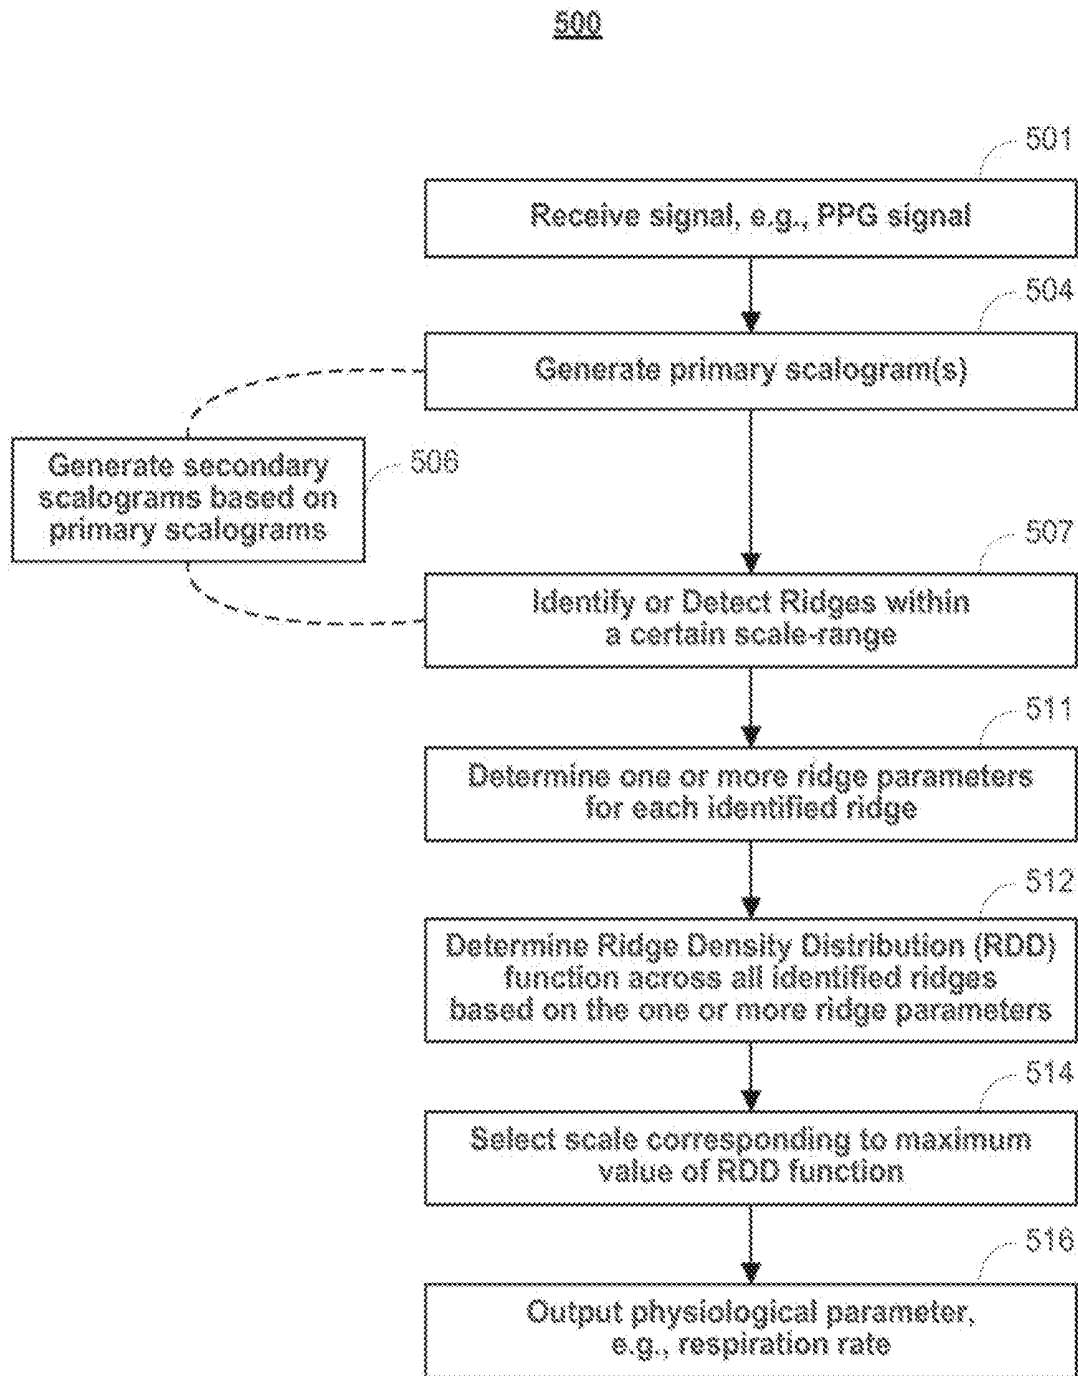 500
501
Receive signal, e.g., PPG signal
504
Generate primary scalogram(s)
Generate secondary
scalograms based on
primary scalograms
506
507
Identify or Detect Ridges within
a certain scale-range
511
Determine one or more ridge parameters
for each identified ridge
512
Determine Ridge Density Distribution (RDD)
function across all identified ridges
based on the one or more ridge parameters
514
Select scale corresponding to maximum
value of RDD function
516
Output physiological parameter,
e.g., respiration rate